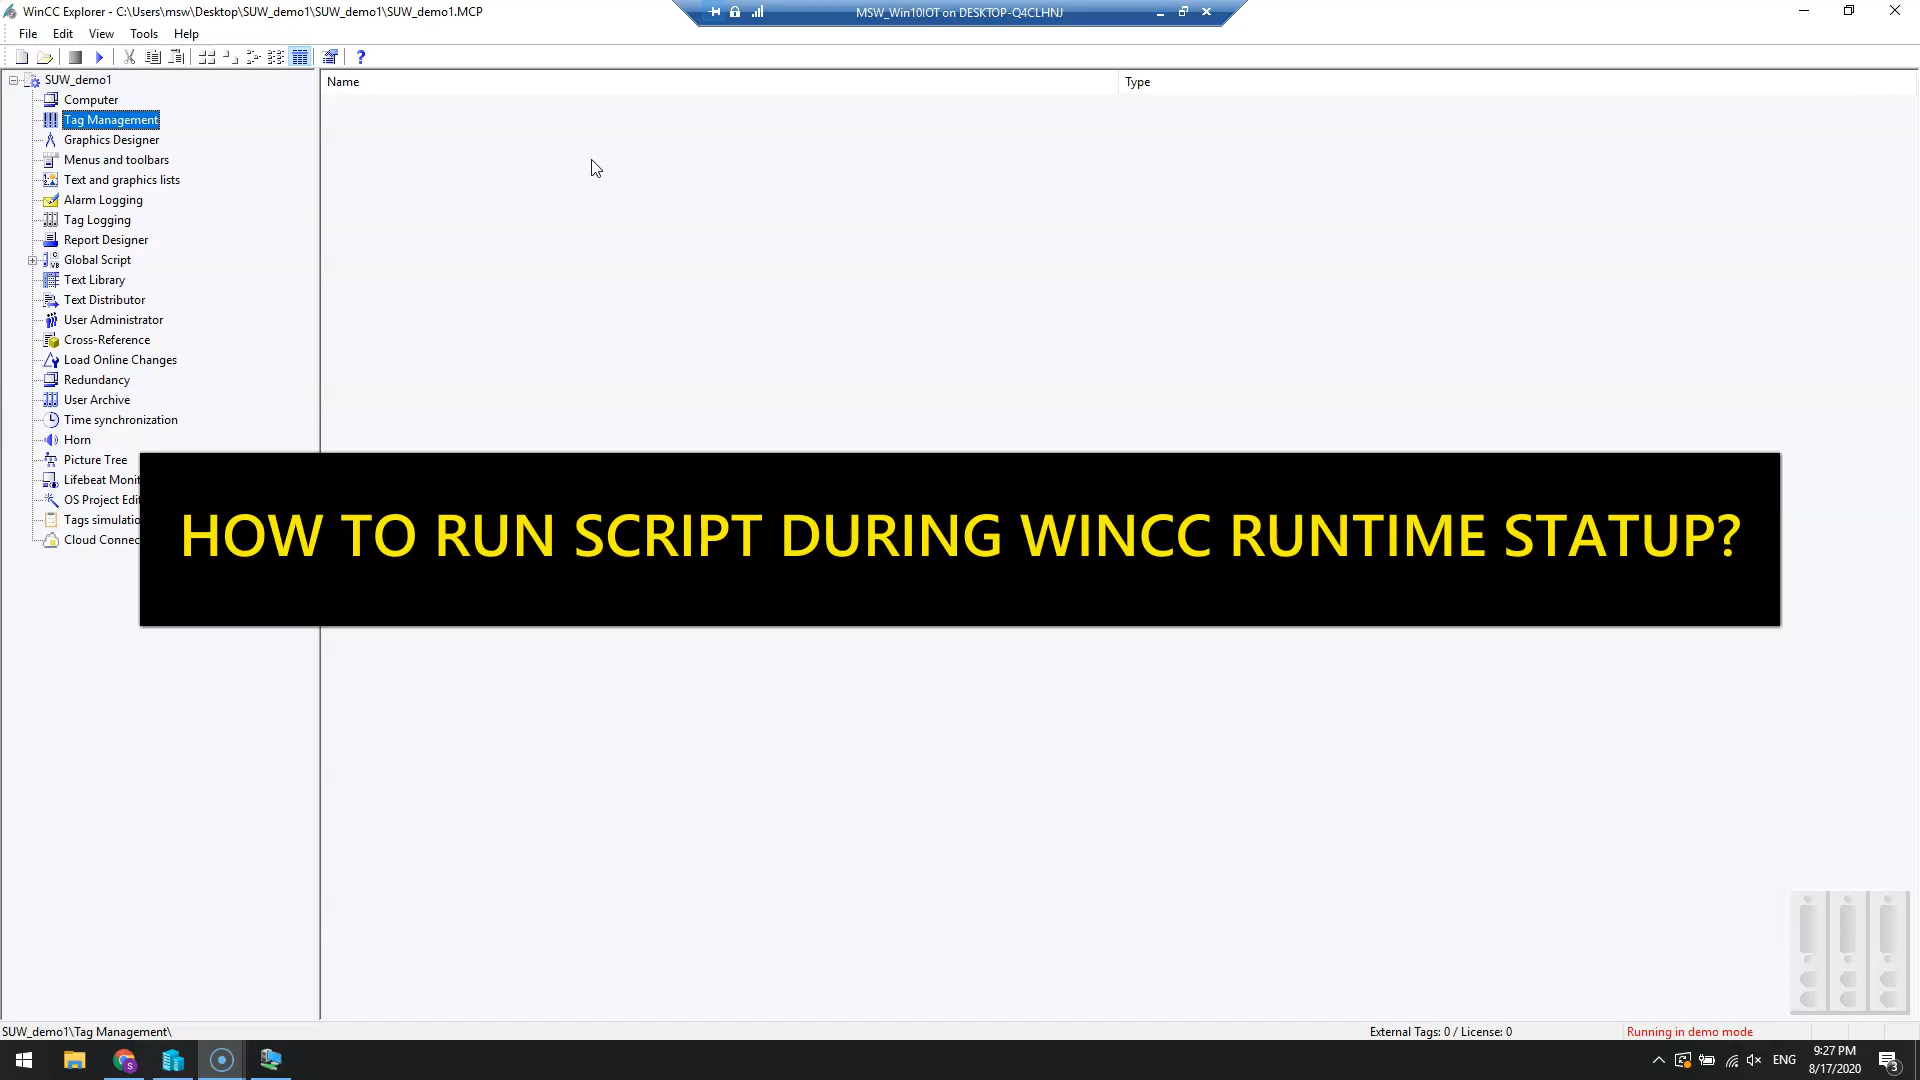 WinCC Explorer - C:\Users\msw\Desktop\SUW_demo1\SUW_demo1\SUW_demo1.MCP
MSW_Win10IOT on DESKTOP-Q4CLHNJ
File Edit View Tools Help
SUW_demo1
Computer
Tag Management
Graphics Designer
Menus and toolbars
Text and graphics lists
Alarm Logging
Tag Logging
Report Designer
Global Script
Text Library
Text Distributor
User Administrator
Cross-Reference
Load Online Changes
Redundancy
User Archive
Time synchronization
Horn
Picture Tree
Lifebeat Monit
OS Project Edi
Tags simulatio
Cloud Connec
Name Type
HOW TO RUN SCRIPT DURING WINCC RUNTIME STATUP?
SUW_demo1\Tag Management\
External Tags: 0 / License: 0
Running in demo mode
ENG
9:27 PM
8/17/2020
3